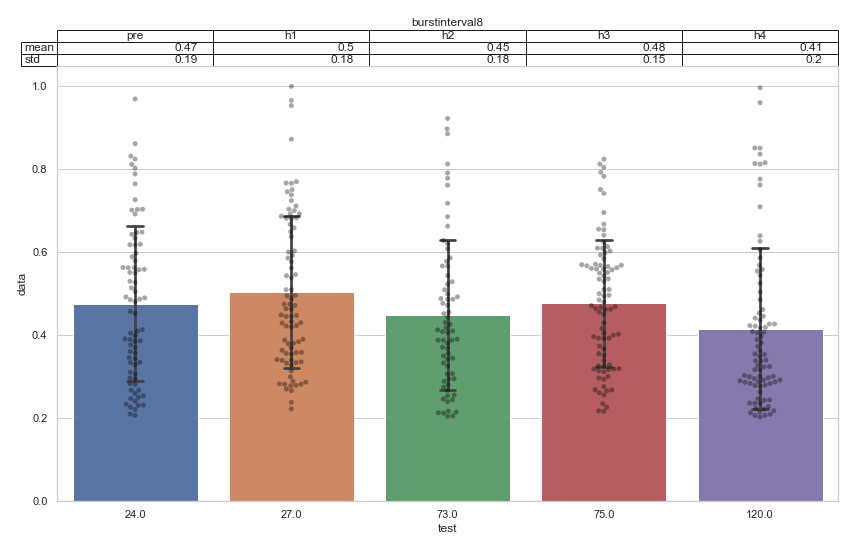 burstinterval8
pre h1 h2 h3 h4
mean 0.47 0.5 0.45 0.48 0.41
std 0.19 0.18 0.18 0.15 0.2
1.0
0.8
0.6
0.4
0.2
0.0
data
24.0 27.0 73.0 75.0 120.0
test